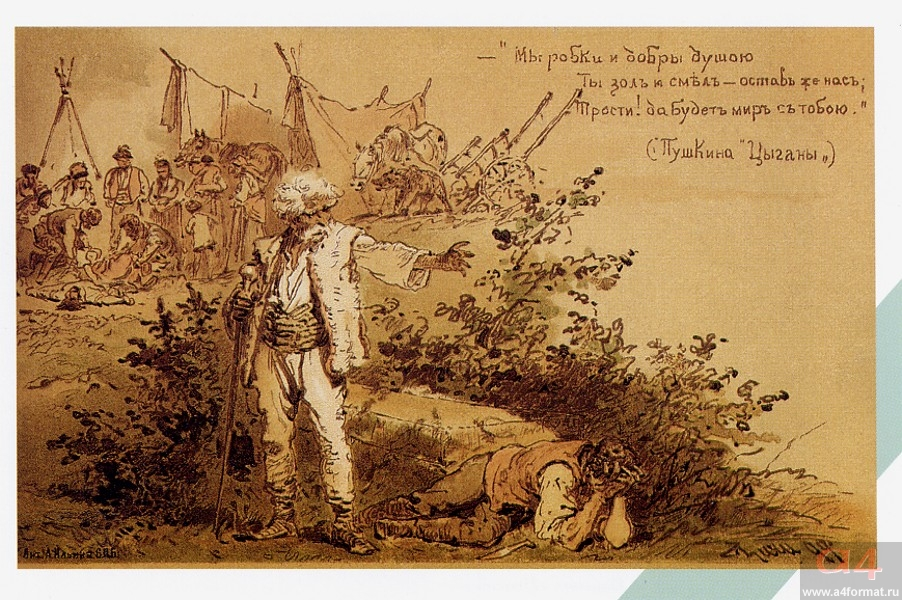 —"Мы робки и добры душою
Ты золъ и смѣлъ — оставь же насъ;
Прости! да будетъ миръ съ тобою."
(Пушкина "Цыганы„)
a4
www.a4format.ru